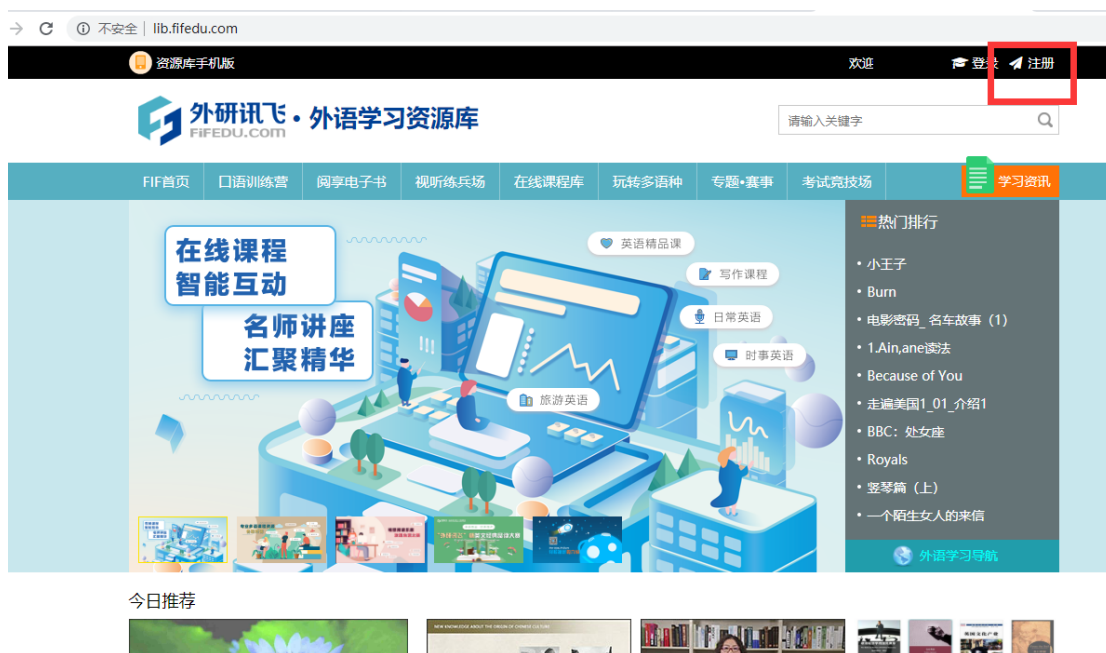 不安全 lib.fifedu.com
资源库手机版 欢迎 登录 注册
外研讯飞·外语学习资源库
FiFEDU.COM
请输入关键字
FIF首页 口语训练营 阅享电子书 视听练兵场 在线课程库 玩转多语种 专题•赛事 考试竞技场 学习资讯
在线课程
智能互动
名师讲座
汇聚精华
英语精品课
写作课程
日常英语
时事英语
旅游英语
热门排行
• 小王子
• Burn
• 电影密码_ 名车故事（1）
• 1.Ain,ane读法
• Because of You
• 走遍美国1_01_介绍1
• BBC：处女座
• Royals
• 竖琴篇（上）
• 一个陌生女人的来信
外语学习导航
今日推荐
NEW KNOWLEDGE ABOUT THE ORIGIN OF CHINESE CULTURE